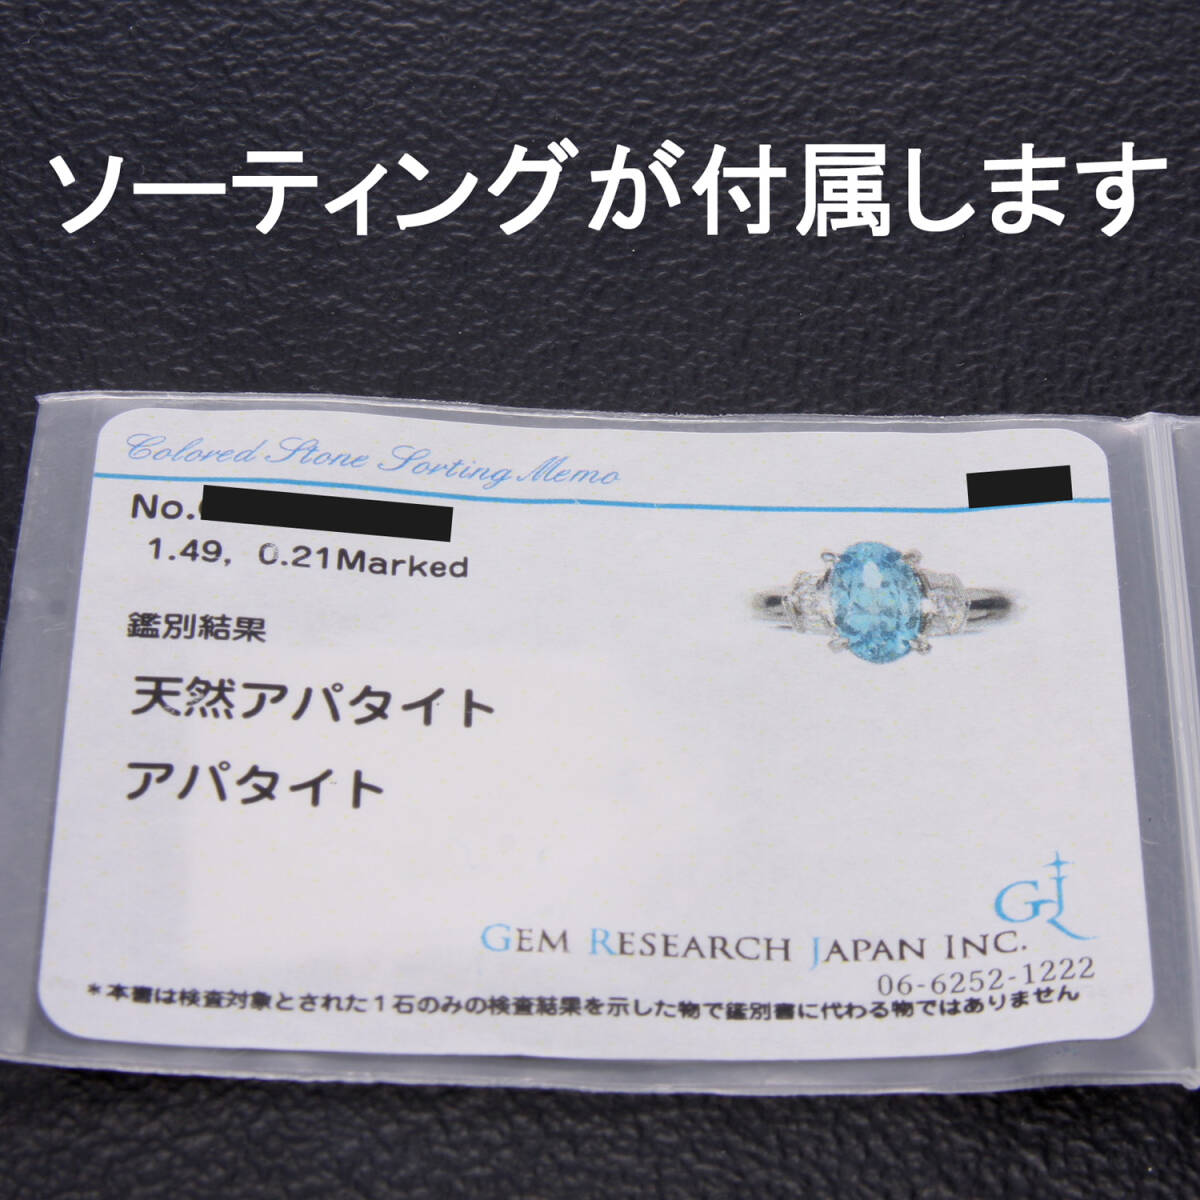 ソーティングが付属します
Colored Stone Sorting Memo
No.
1.49, 0.21Marked
鑑別結果
天然アパタイト
アパタイト
GJ
GEM RESEARCH JAPAN INC.
06-6252-1222
*本書は検査対象とされた1石のみの検査結果を示した物で鑑別書に代わる物ではありません